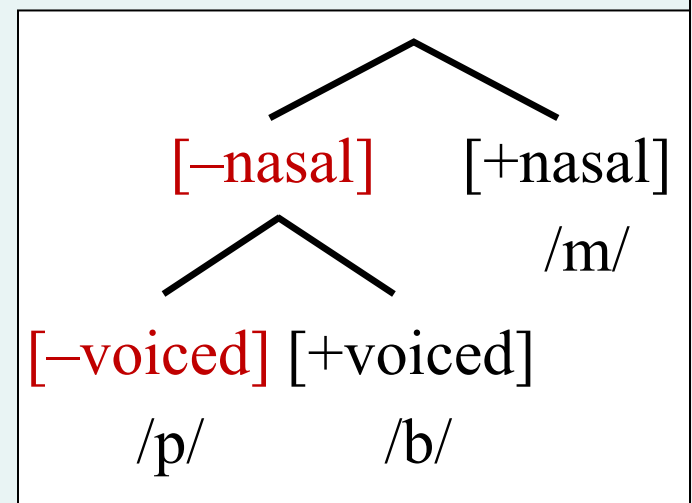 [–nasal] [+nasal]
/m/
[–voiced] [+voiced]
/p/ /b/